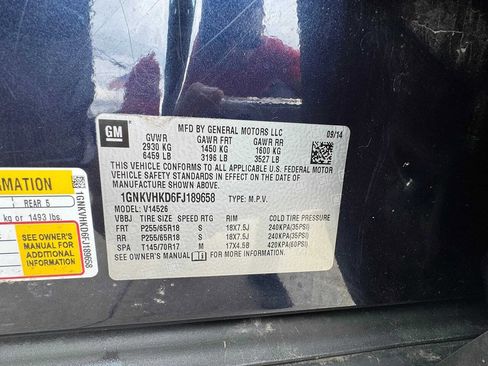 GM
MFD BY GENERAL MOTORS LLC 09/14
GVWR GAWR FRT GAWR RR
2930 KG 1450 KG 1600 KG
6459 LB 3196 LB 3527 LB
THIS VEHICLE CONFORMS TO ALL APPLICABLE U.S. FEDERAL MOTOR
VEHICLE SAFETY AND THEFT PREVENTION STANDARDS IN
EFFECT ON THE DATE OF MANUFACTURE SHOWN ABOVE.
1GNKVHKD6FJ189658 TYPE: M.P.V.
MODEL: V14526
VBBJ TIRE SIZE SPEED RTG RIM COLD TIRE PRESSURE
FRT P255/65R18 S 18X7.5J 240KPA(35PSI)
RR P255/65R18 S 18X7.5J 240KPA(35PSI)
SPA T145/70R17 M 17X4.5B 420KPA(60PSI)
SEE OWNER'S MANUAL FOR MORE INFORMATION.
RMATION
REAR 5
kg or 1493 lbs.
SEE OWNER'S
MANUAL FOR
ADDITIONAL
INFORMATION
1GNKVHKD6FJ189658